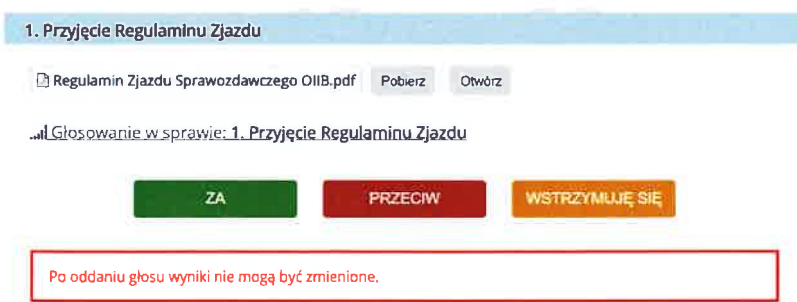 1. Przyjęcie Regulaminu Zjazdu
Regulamin Zjazdu Sprawozdawczego OIIB.pdf Pobierz Otwórz
Głosowanie w sprawie: 1. Przyjęcie Regulaminu Zjazdu
ZA PRZECIW WSTRZYMUJĘ SIĘ
Po oddaniu głosu wyniki nie mogą być zmienione.